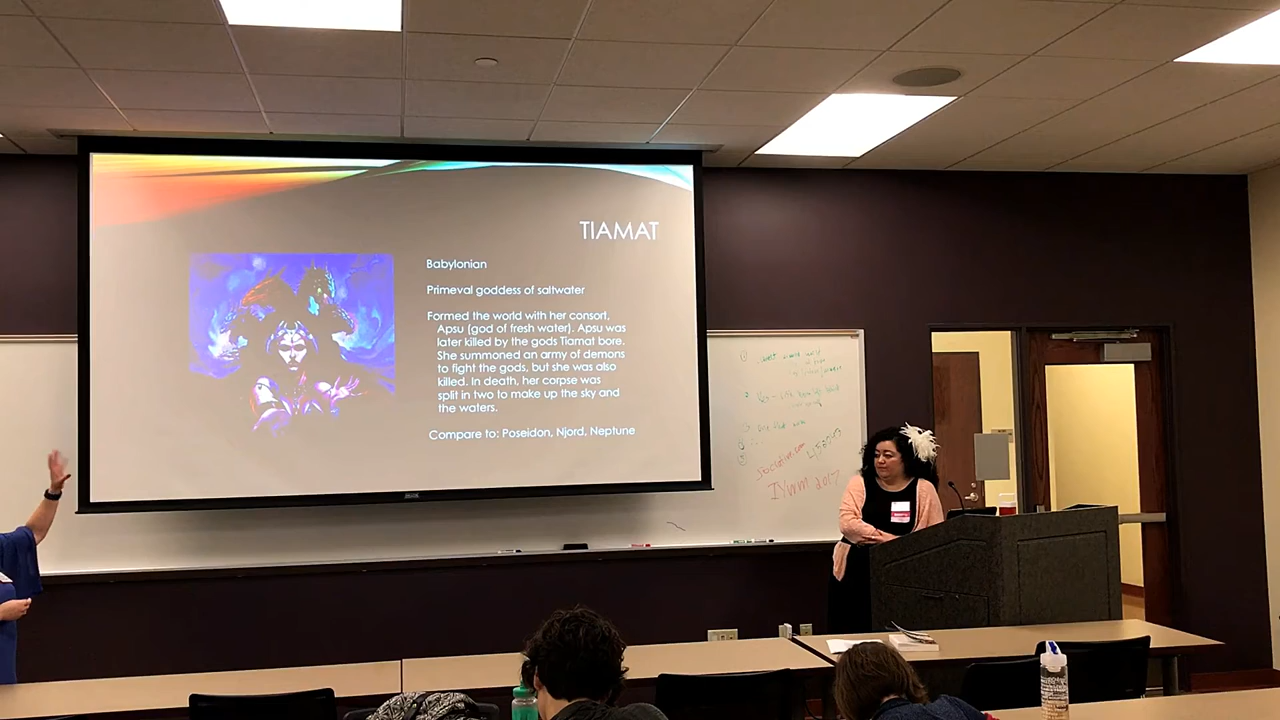 TIAMAT
Babylonian
Primeval goddess of saltwater
Formed the world with her consort,
Apsu (god of fresh water). Apsu was
later killed by the gods Tiamat bore.
She summoned an army of demons
to fight the gods, but she was also
killed. In death, her corpse was
split in two to make up the sky and
the waters.
Compare to: Poseidon, Njord, Neptune
socrative.com
IYWM 2017